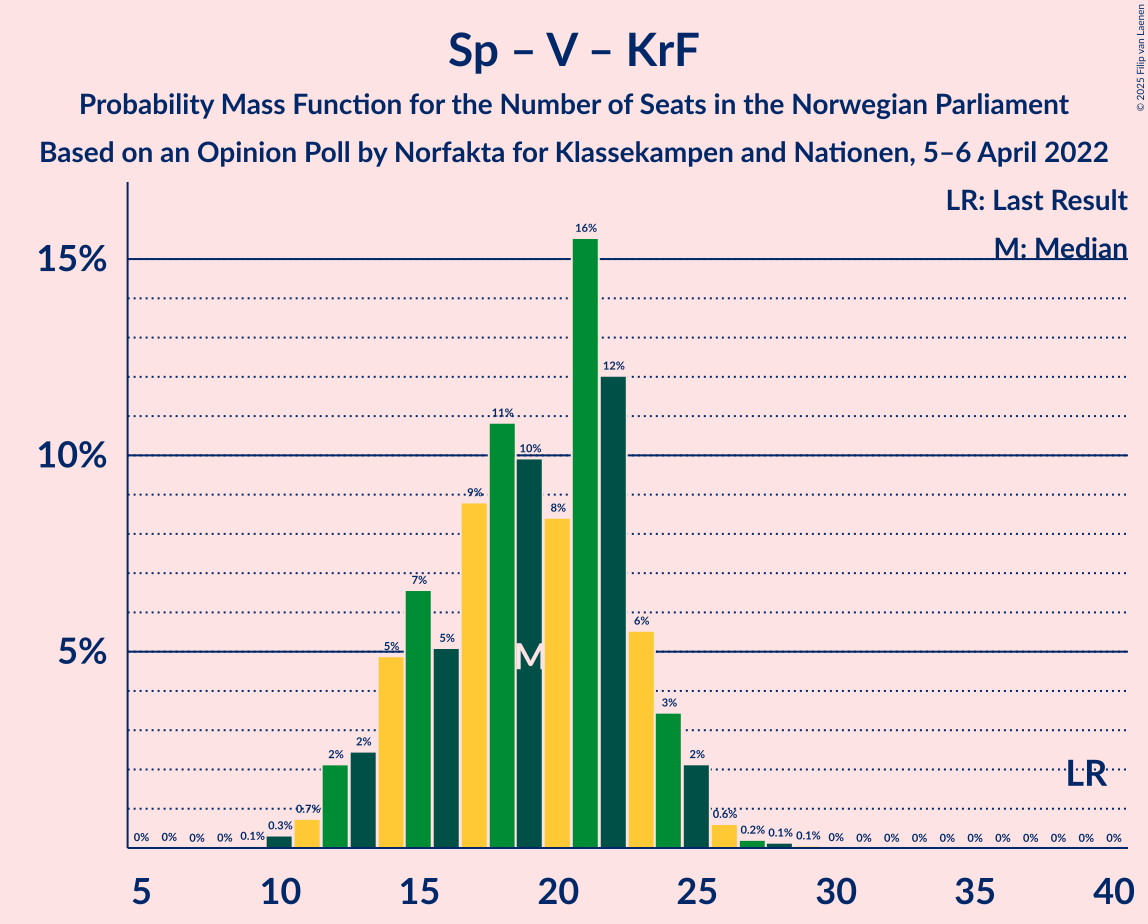 Sp – V – KrF
Probability Mass Function for the Number of Seats in the Norwegian Parliament
Based on an Opinion Poll by Norfakta for Klassekampen and Nationen, 5–6 April 2022
© 2025 Filip van Laenen
LR: Last Result
M: Median
15%
10%
5%
0% 0% 0% 0% 0.1% 0.3% 0.7% 2% 2% 5% 7% 5% 9% 11% 10% 8% 16% 12% 6% 3% 2% 0.6% 0.2% 0.1% 0.1% 0% 0% 0% 0% 0% 0% 0% 0% 0% 0% 0%
M
LR
5 10 15 20 25 30 35 40